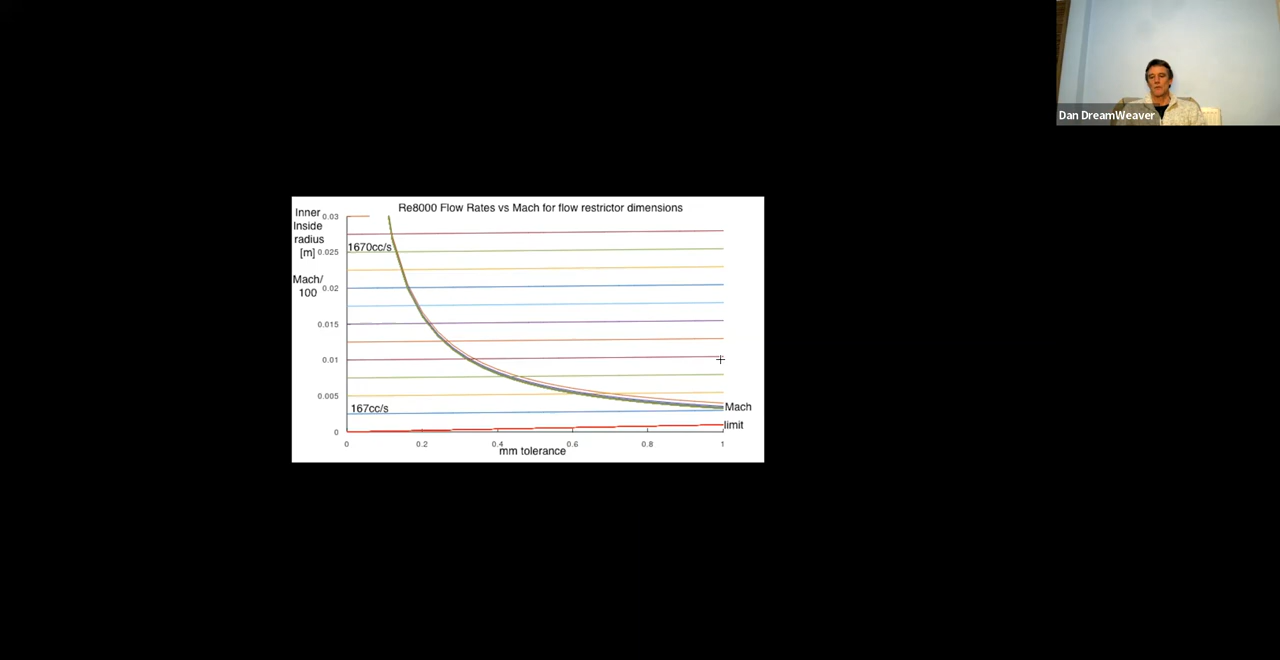 Dan DreamWeaver
Re8000 Flow Rates vs Mach for flow restrictor dimensions
Inner
Inside
radius
[m]
Mach/
100
0.03
0.025
0.02
0.015
0.01
0.005
0
1670cc/s
167cc/s
Mach
limit
0
0.2
0.4
0.6
0.8
1
mm tolerance